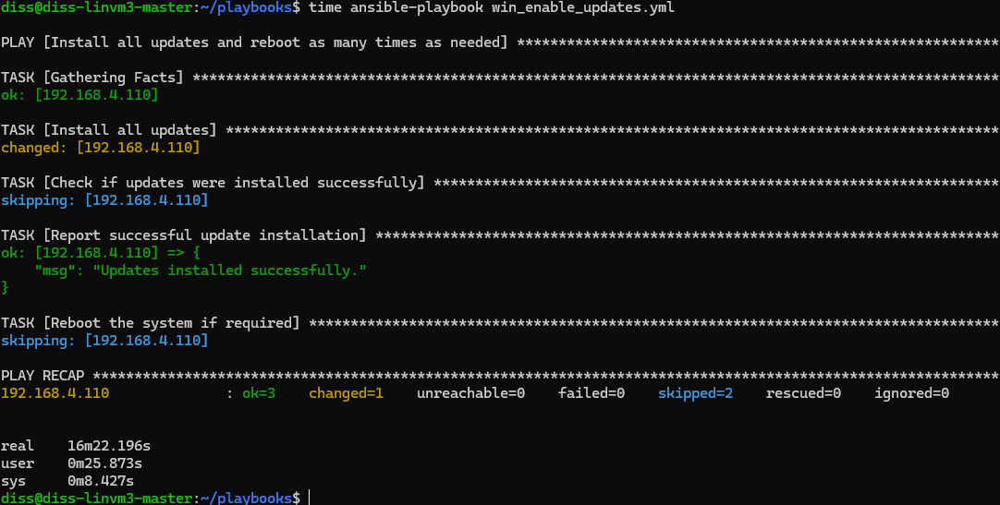 diss@diss-linvm3-master:~/playbooks$ time ansible-playbook win_enable_updates.yml
PLAY [Install all updates and reboot as many times as needed] **********************************************************
TASK [Gathering Facts] *************************************************************************************************
ok: [192.168.4.110]
TASK [Install all updates] *********************************************************************************************
changed: [192.168.4.110]
TASK [Check if updates were installed successfully] ********************************************************************
skipping: [192.168.4.110]
TASK [Report successful update installation] ***************************************************************************
ok: [192.168.4.110] => {
    "msg": "Updates installed successfully."
}
TASK [Reboot the system if required] ***********************************************************************************
skipping: [192.168.4.110]
PLAY RECAP *************************************************************************************************************
192.168.4.110              : ok=3    changed=1    unreachable=0    failed=0    skipped=2    rescued=0    ignored=0
real    16m22.196s
user    0m25.873s
sys     0m8.427s
diss@diss-linvm3-master:~/playbooks$